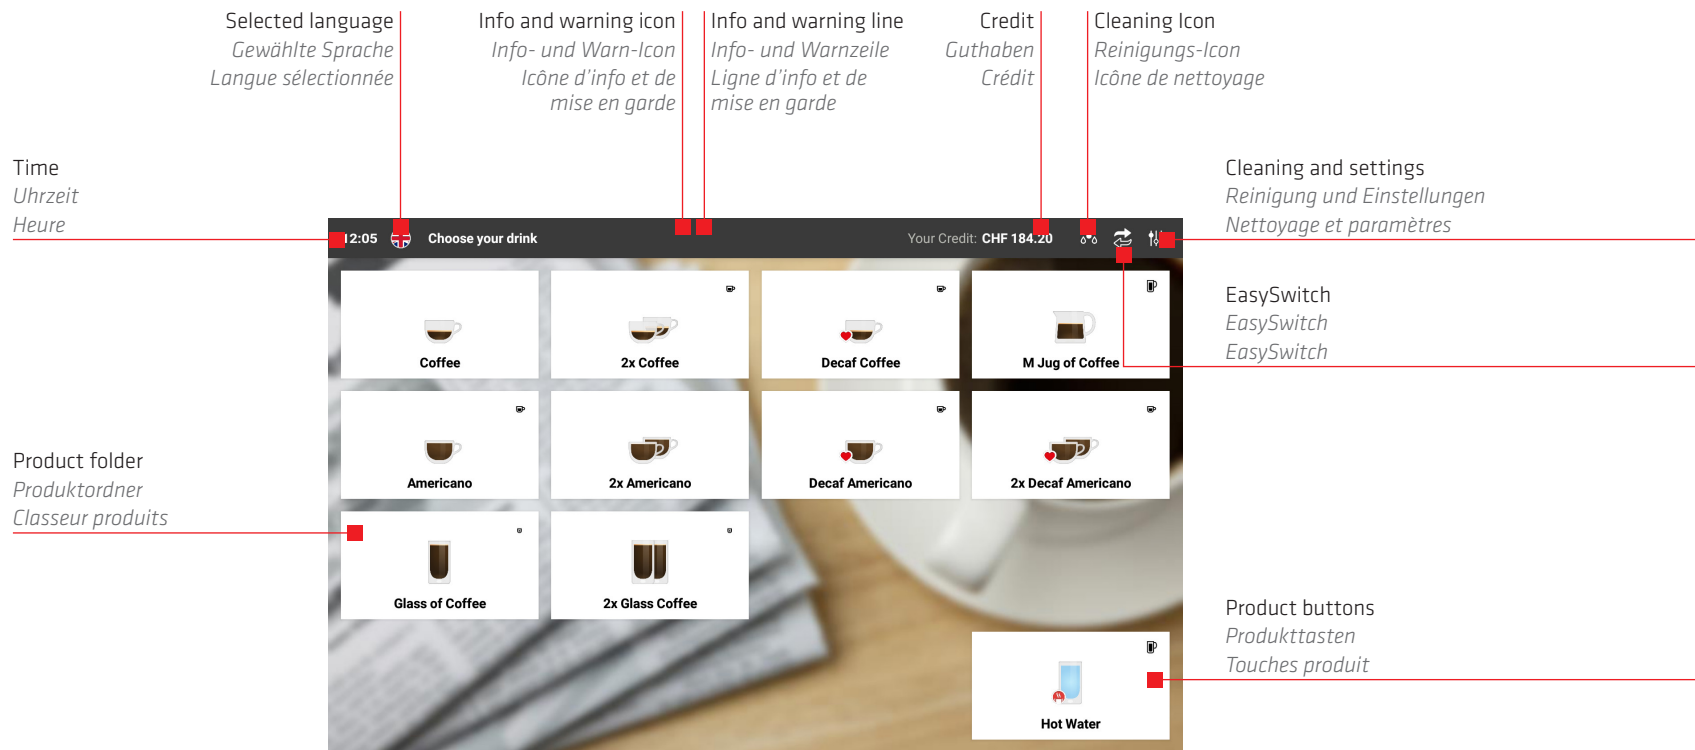 Selected language
Gewählte Sprache
Langue sélectionnée
Info and warning icon
Info- und Warn-Icon
Icône d'info et de
mise en garde
Info and warning line
Info- und Warnzeile
Ligne d'info et de
mise en garde
Credit
Guthaben
Crédit
Cleaning Icon
Reinigungs-Icon
Icône de nettoyage
Time
Uhrzeit
Heure
Cleaning and settings
Reinigung und Einstellungen
Nettoyage et paramètres
12:05 Choose your drink Your Credit: CHF 184.20
EasySwitch
EasySwitch
EasySwitch
Coffee
2x Coffee
Decaf Coffee
M Jug of Coffee
Product folder
Produktordner
Classeur produits
Americano
2x Americano
Decaf Americano
2x Decaf Americano
Glass of Coffee
2x Glass Coffee
Product buttons
Produkttasten
Touches produit
Hot Water